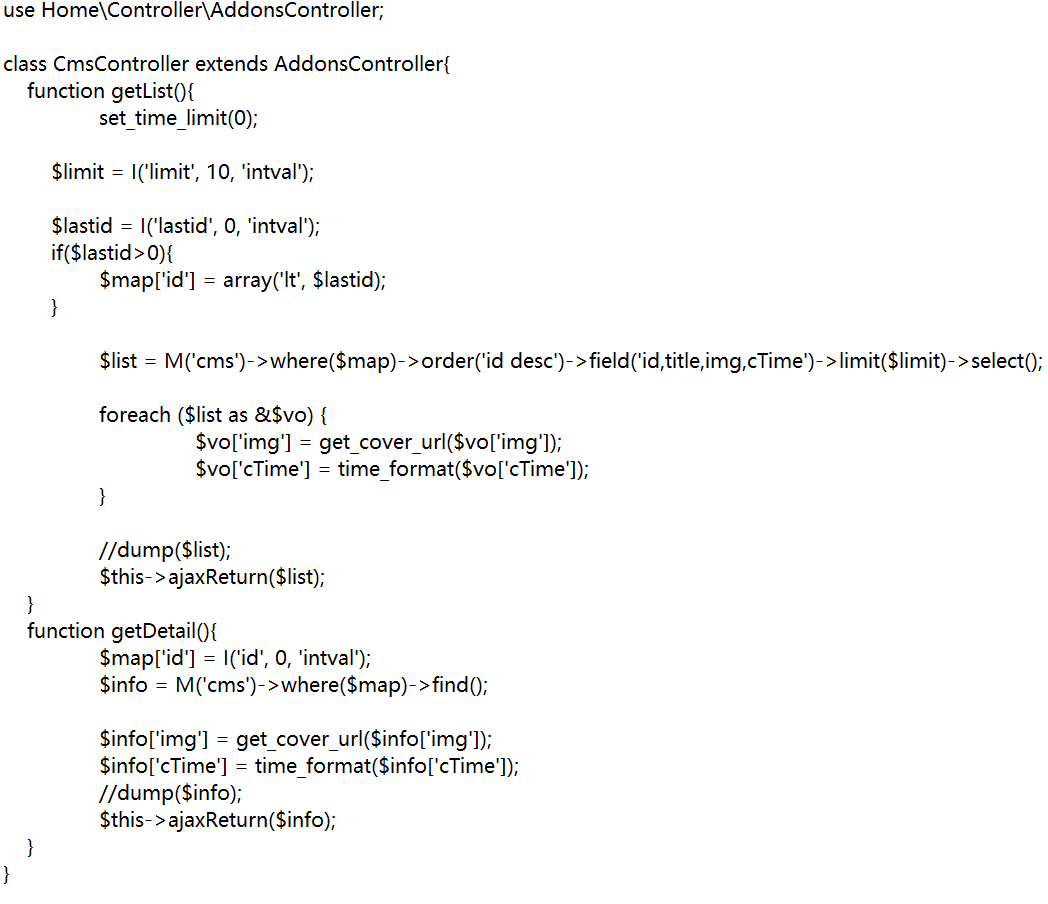 use Home\Controller\AddonsController;
class CmsController extends AddonsController{
function getList(){
set_time_limit(0);
$limit = I('limit', 10, 'intval');
$lastid = I('lastid', 0, 'intval');
if($lastid>0){
$map['id'] = array('lt', $lastid);
}
$list = M('cms')->where($map)->order('id desc')->field('id,title,img,cTime')->limit($limit)->select();
foreach ($list as &$vo) {
$vo['img'] = get_cover_url($vo['img']);
$vo['cTime'] = time_format($vo['cTime']);
}
//dump($list);
$this->ajaxReturn($list);
}
function getDetail(){
$map['id'] = I('id', 0, 'intval');
$info = M('cms')->where($map)->find();
$info['img'] = get_cover_url($info['img']);
$info['cTime'] = time_format($info['cTime']);
//dump($info);
$this->ajaxReturn($info);
}
}